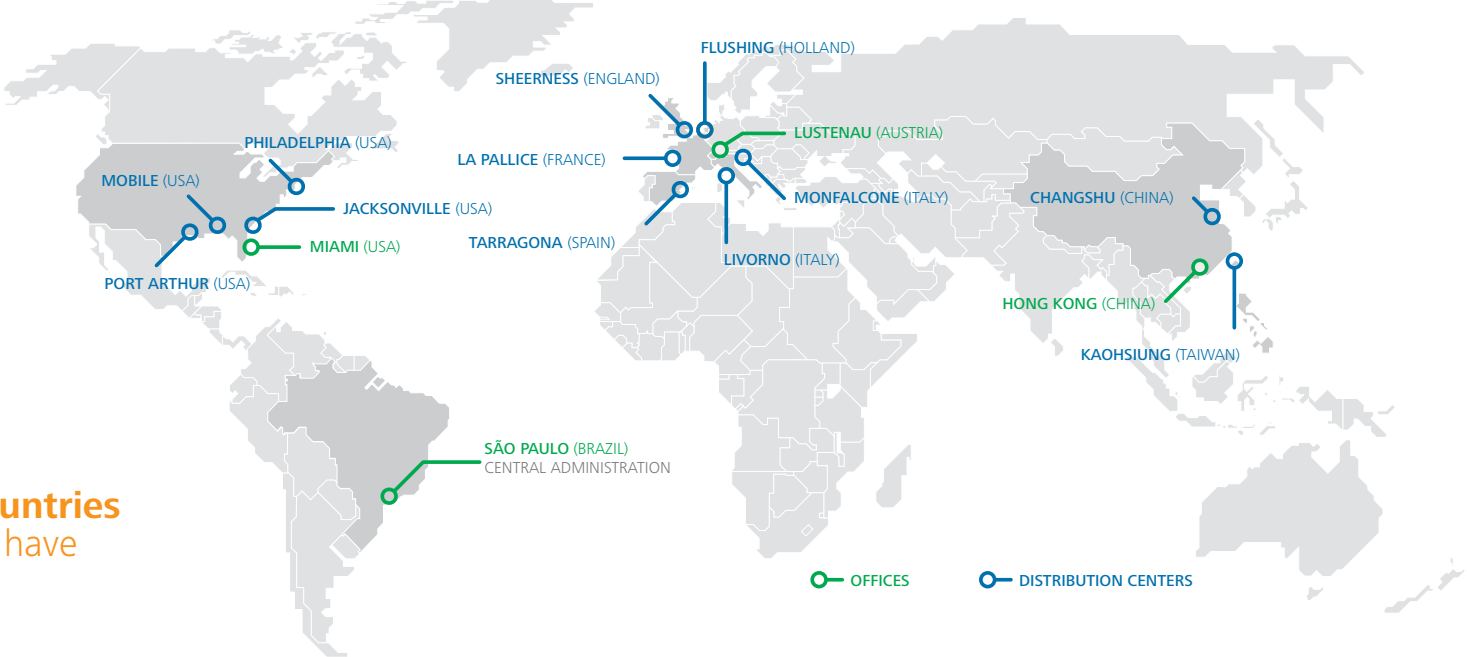 FLUSHING (HOLLAND)
SHEERNESS (ENGLAND)
LUSTENAU (AUSTRIA)
PHILADELPHIA (USA)
LA PALLICE (FRANCE)
MOBILE (USA)
MONFALCONE (ITALY)
CHANGSHU (CHINA)
JACKSONVILLE (USA)
TARRAGONA (SPAIN)
MIAMI (USA)
LIVORNO (ITALY)
PORT ARTHUR (USA)
HONG KONG (CHINA)
KAOHSIUNG (TAIWAN)
SÃO PAULO (BRAZIL)
CENTRAL ADMINISTRATION
untries
have
OFFICES
DISTRIBUTION CENTERS